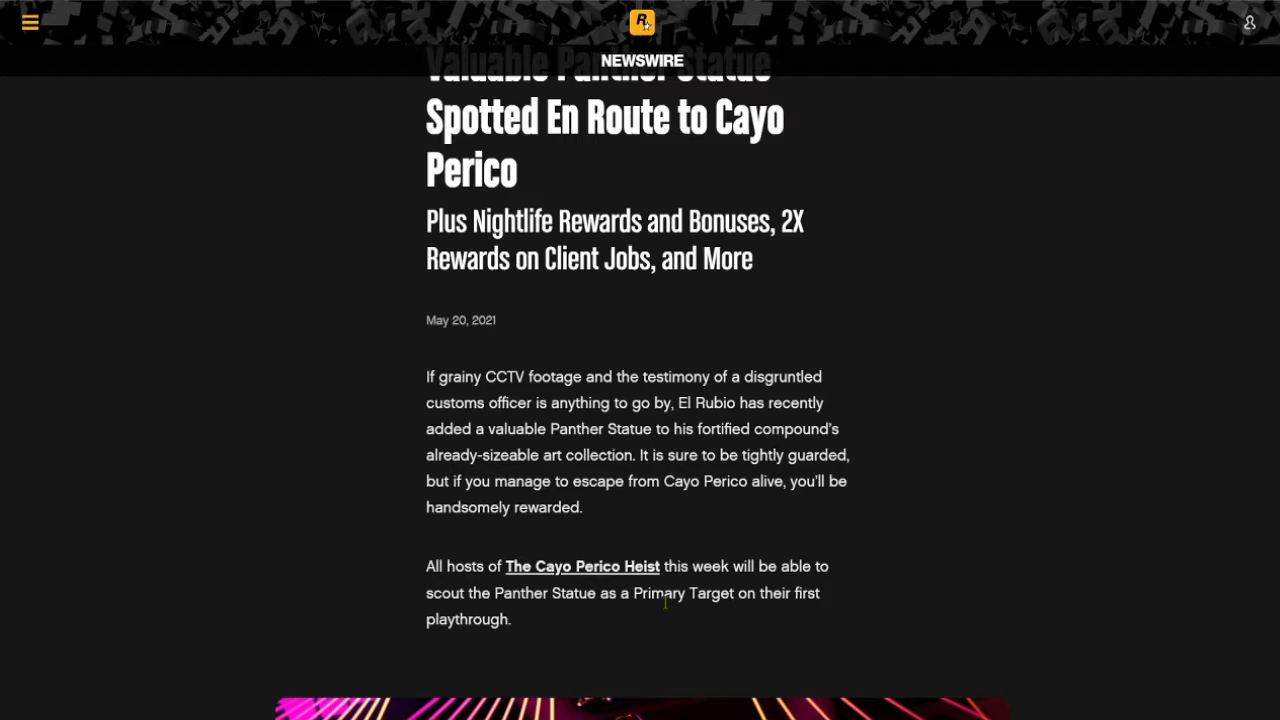 NEWSWIRE
Valuable Panther Statue
Spotted En Route to Cayo
Perico
Plus Nightlife Rewards and Bonuses, 2X
Rewards on Client Jobs, and More
May 20, 2021
If grainy CCTV footage and the testimony of a disgruntled
customs officer is anything to go by, El Rubio has recently
added a valuable Panther Statue to his fortified compound's
already-sizeable art collection. It is sure to be tightly guarded,
but if you manage to escape from Cayo Perico alive, you'll be
handsomely rewarded.
All hosts of The Cayo Perico Heist this week will be able to
scout the Panther Statue as a Primary Target on their first
playthrough.